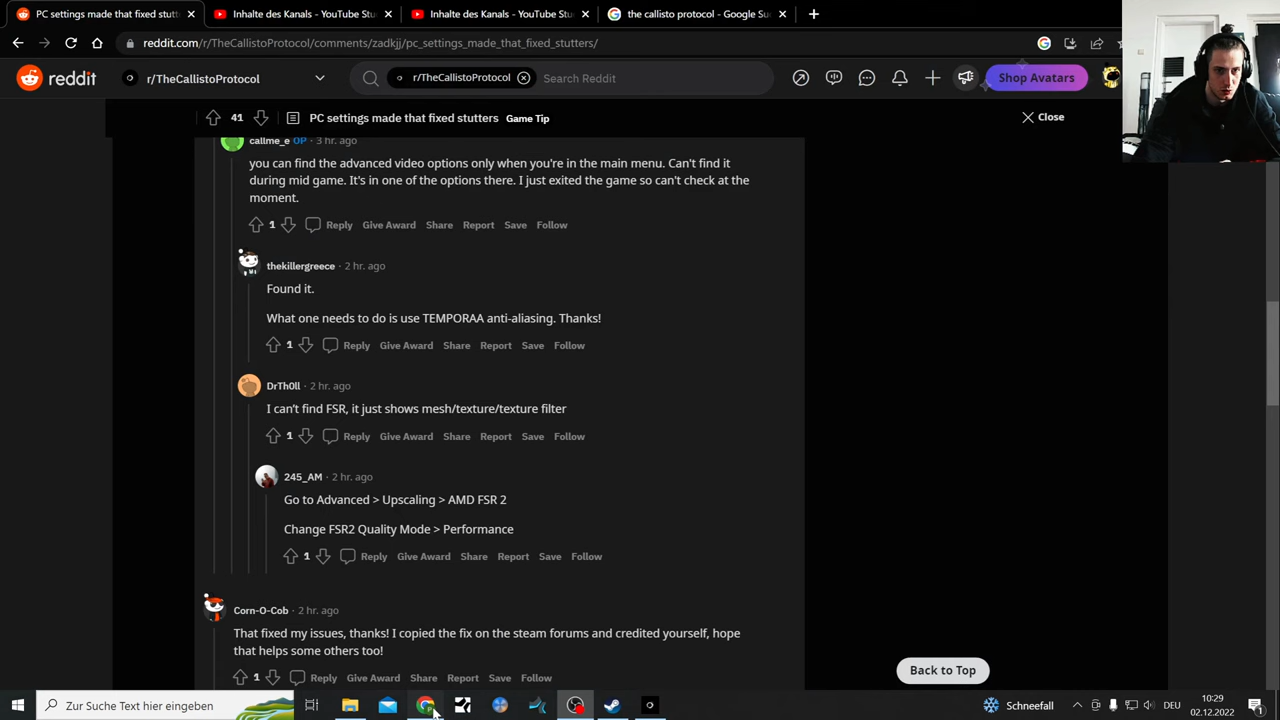 PC settings made that fixed stutt
Inhalte des Kanals - YouTube Stu
Inhalte des Kanals - YouTube Stu
the callisto protocol - Google Su
reddit.com/r/TheCallistoProtocol/comments/zadkjj/pc_settings_made_that_fixed_stutters/
reddit
r/TheCallistoProtocol
r/TheCallistoProtocol
Search Reddit
Shop Avatars
41
PC settings made that fixed stutters
Game Tip
Close
callme_e OP · 3 hr. ago
you can find the advanced video options only when you're in the main menu. Can't find it
during mid game. It's in one of the options there. I just exited the game so can't check at the
moment.
1 Reply Give Award Share Report Save Follow
thekillergreece · 2 hr. ago
Found it.
What one needs to do is use TEMPORAA anti-aliasing. Thanks!
1 Reply Give Award Share Report Save Follow
DrTh0ll · 2 hr. ago
I can't find FSR, it just shows mesh/texture/texture filter
1 Reply Give Award Share Report Save Follow
245_AM · 2 hr. ago
Go to Advanced > Upscaling > AMD FSR 2
Change FSR2 Quality Mode > Performance
1 Reply Give Award Share Report Save Follow
Corn-O-Cob · 2 hr. ago
That fixed my issues, thanks! I copied the fix on the steam forums and credited yourself, hope
that helps some others too!
1 Reply Give Award Share Report Save Follow
Back to Top
Zur Suche Text hier eingeben
Schneefall
DEU
10:29
02.12.2022
1